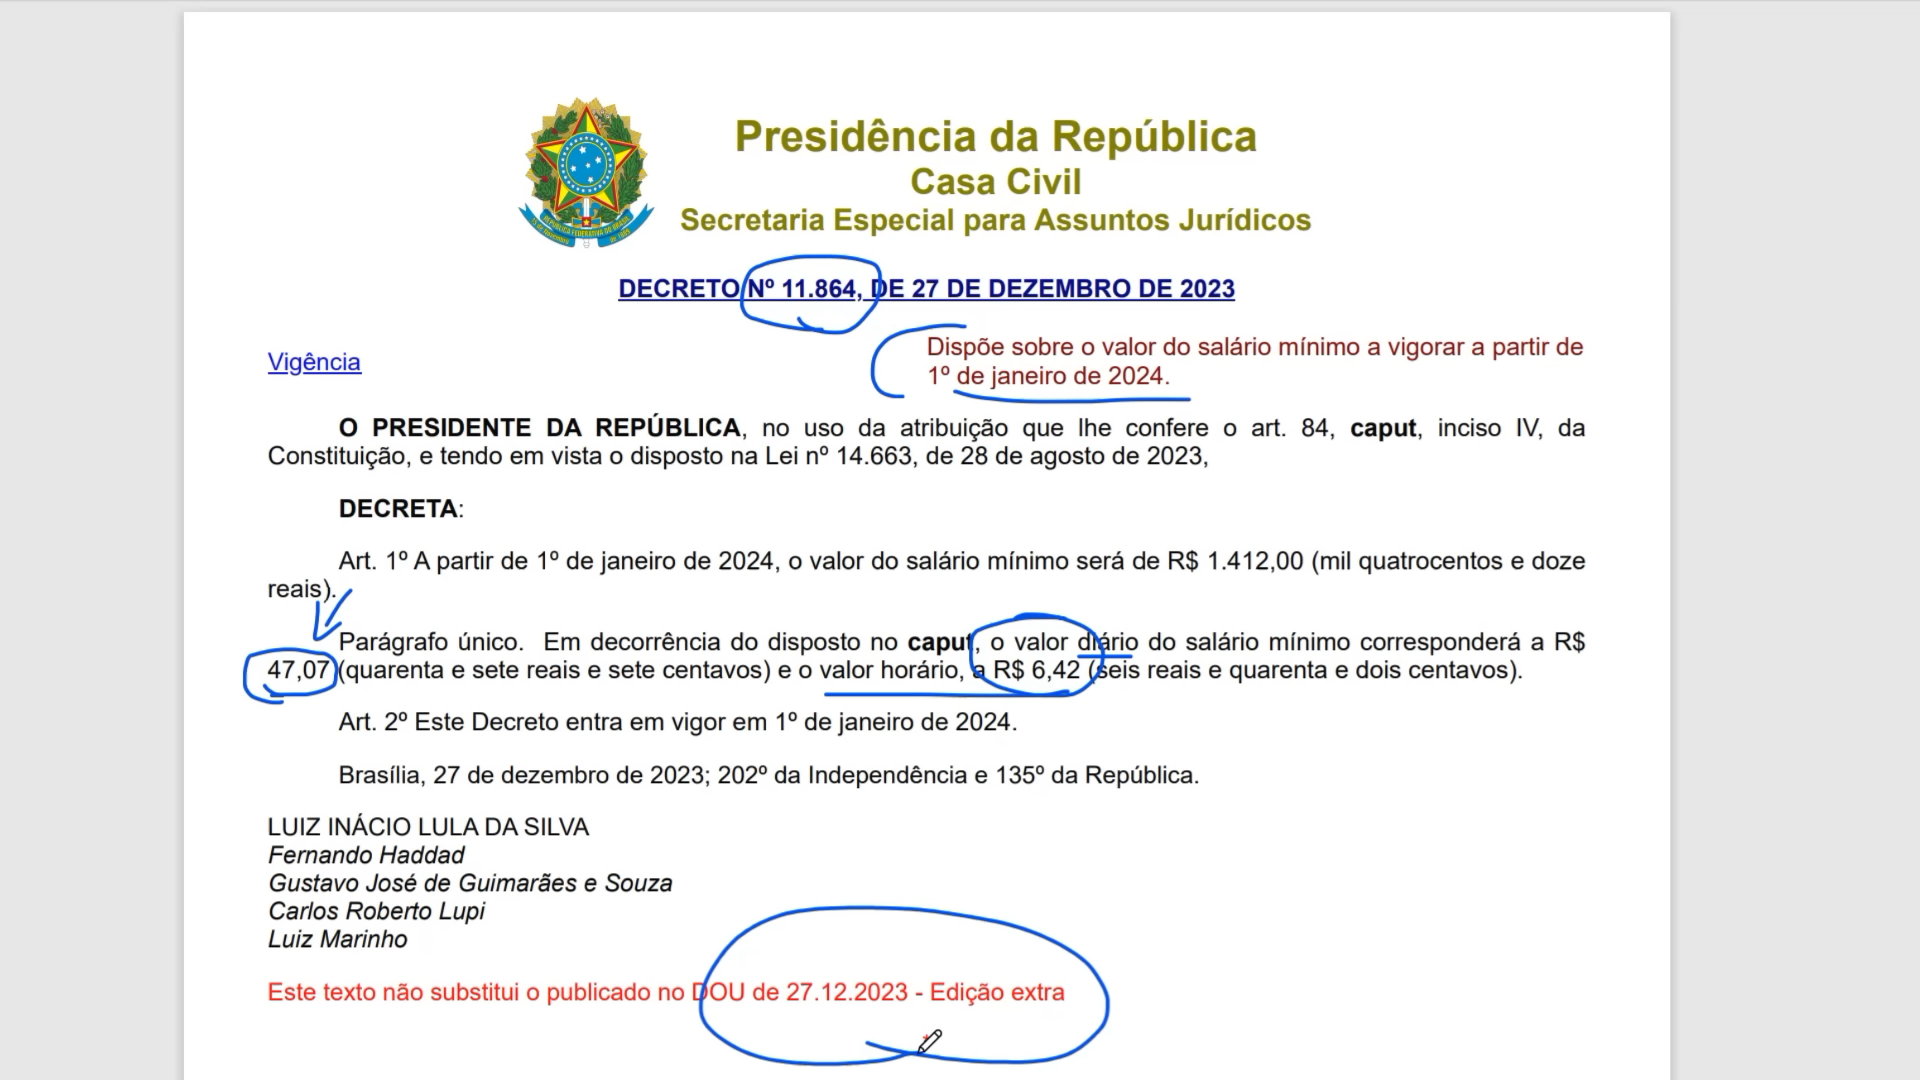 Presidência da República
Casa Civil
Secretaria Especial para Assuntos Jurídicos
DECRETO Nº 11.864, DE 27 DE DEZEMBRO DE 2023
Vigência
Dispõe sobre o valor do salário mínimo a vigorar a partir de
1º de janeiro de 2024.
O PRESIDENTE DA REPÚBLICA, no uso da atribuição que lhe confere o art. 84, caput, inciso IV, da
Constituição, e tendo em vista o disposto na Lei nº 14.663, de 28 de agosto de 2023,
DECRETA:
Art. 1º A partir de 1º de janeiro de 2024, o valor do salário mínimo será de R$ 1.412,00 (mil quatrocentos e doze
reais).
Parágrafo único. Em decorrência do disposto no caput, o valor diário do salário mínimo corresponderá a R$
47,07 (quarenta e sete reais e sete centavos) e o valor horário, a R$ 6,42 (seis reais e quarenta e dois centavos).
Art. 2º Este Decreto entra em vigor em 1º de janeiro de 2024.
Brasília, 27 de dezembro de 2023; 202º da Independência e 135º da República.
LUIZ INÁCIO LULA DA SILVA
Fernando Haddad
Gustavo José de Guimarães e Souza
Carlos Roberto Lupi
Luiz Marinho
Este texto não substitui o publicado no DOU de 27.12.2023 - Edição extra